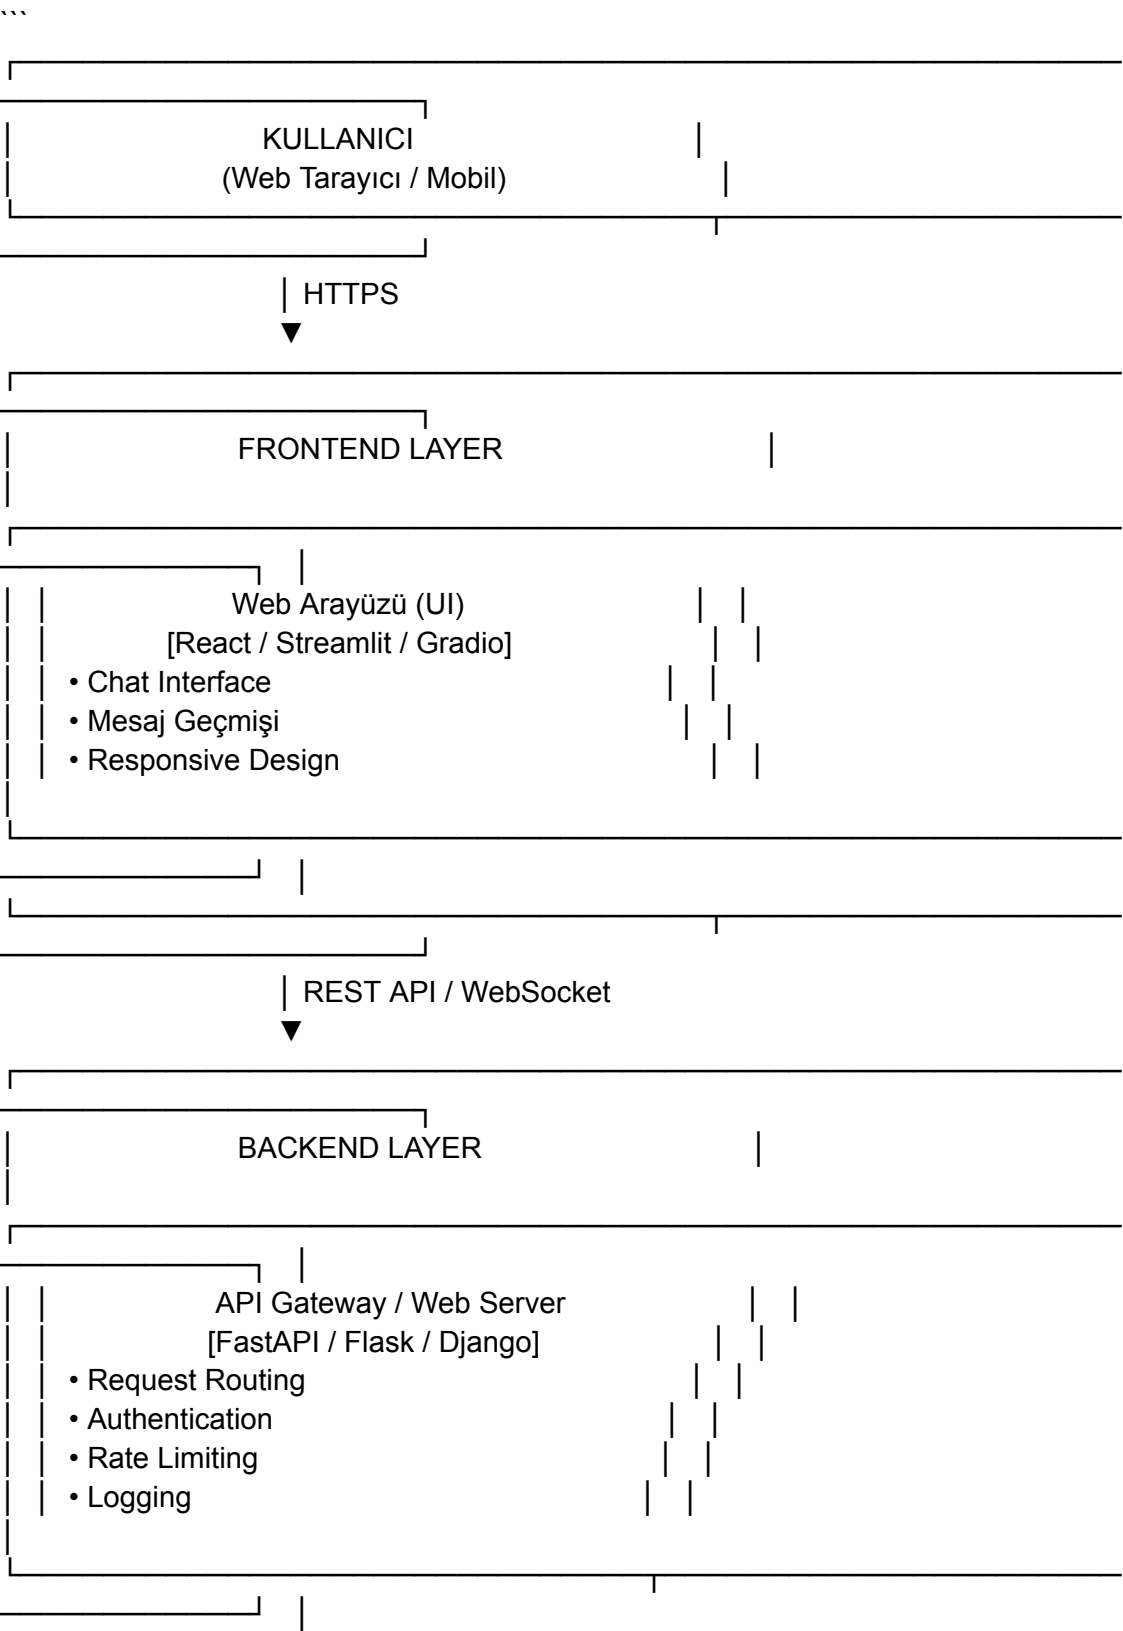 ```
KULLANICI
(Web Tarayıcı / Mobil)
HTTPS
▼
FRONTEND LAYER
Web Arayüzü (UI)
[React / Streamlit / Gradio]
• Chat Interface
• Mesaj Geçmişi
• Responsive Design
REST API / WebSocket
▼
BACKEND LAYER
API Gateway / Web Server
[FastAPI / Flask / Django]
• Request Routing
• Authentication
• Rate Limiting
• Logging